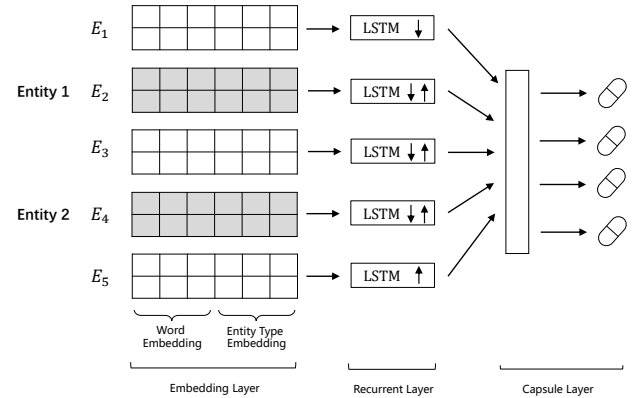 E1 LSTM ↓
Entity 1 E2 LSTM ↓↑
E3 LSTM ↓↑
Entity 2 E4 LSTM ↓↑
E5 LSTM ↑
Word Embedding
Entity Type Embedding
Embedding Layer
Recurrent Layer
Capsule Layer